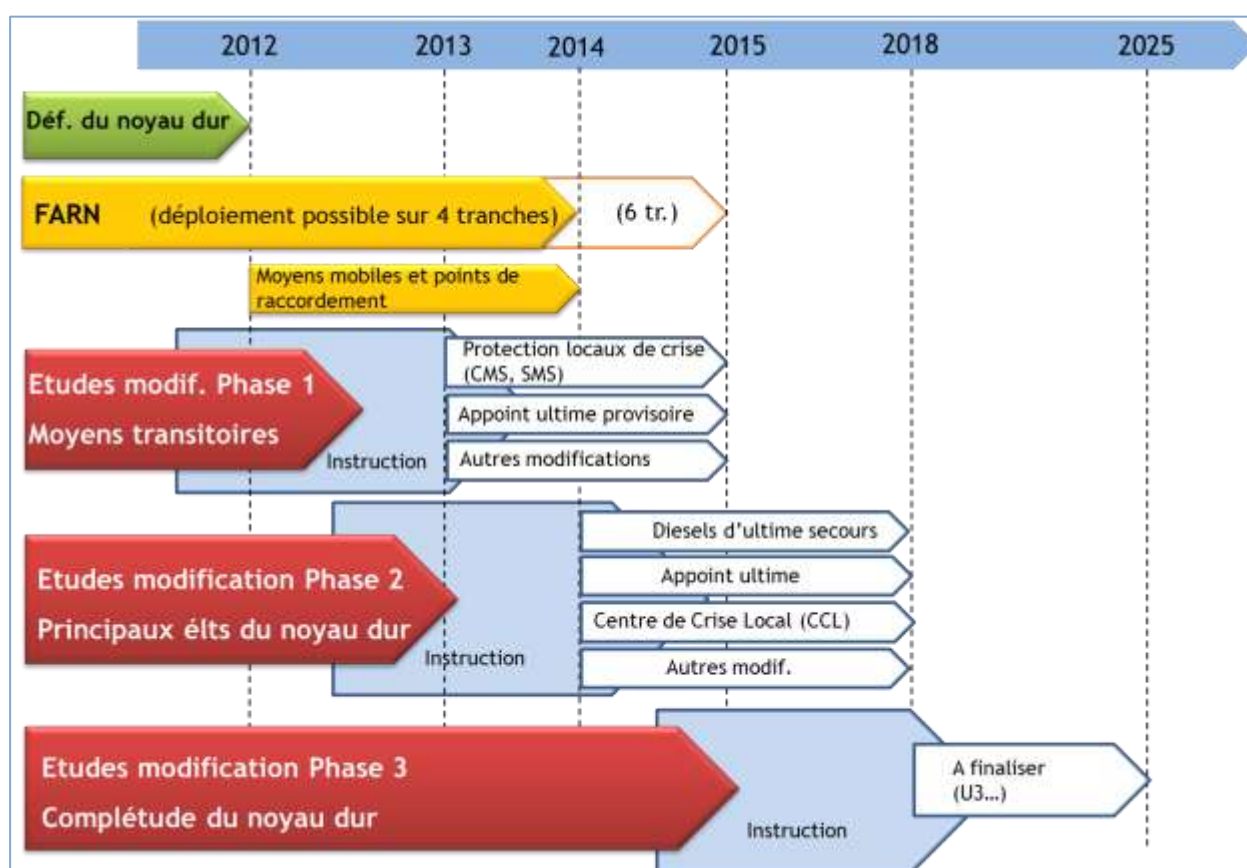 2012 2013 2014 2015 2018 2025
Déf. du noyau dur
FARN (déploiement possible sur 4 tranches) (6 tr.)
Moyens mobiles et points de
raccordement
Etudes modif. Phase 1
Moyens transitoires
Instruction
Protection locaux de crise
(CMS, SMS)
Appoint ultime provisoire
Autres modifications
Etudes modification Phase 2
Principaux élts du noyau dur
Instruction
Diesels d'ultime secours
Appoint ultime
Centre de Crise Local (CCL)
Autres modif.
Etudes modification Phase 3
Complétude du noyau dur
Instruction
A finaliser
(U3...)